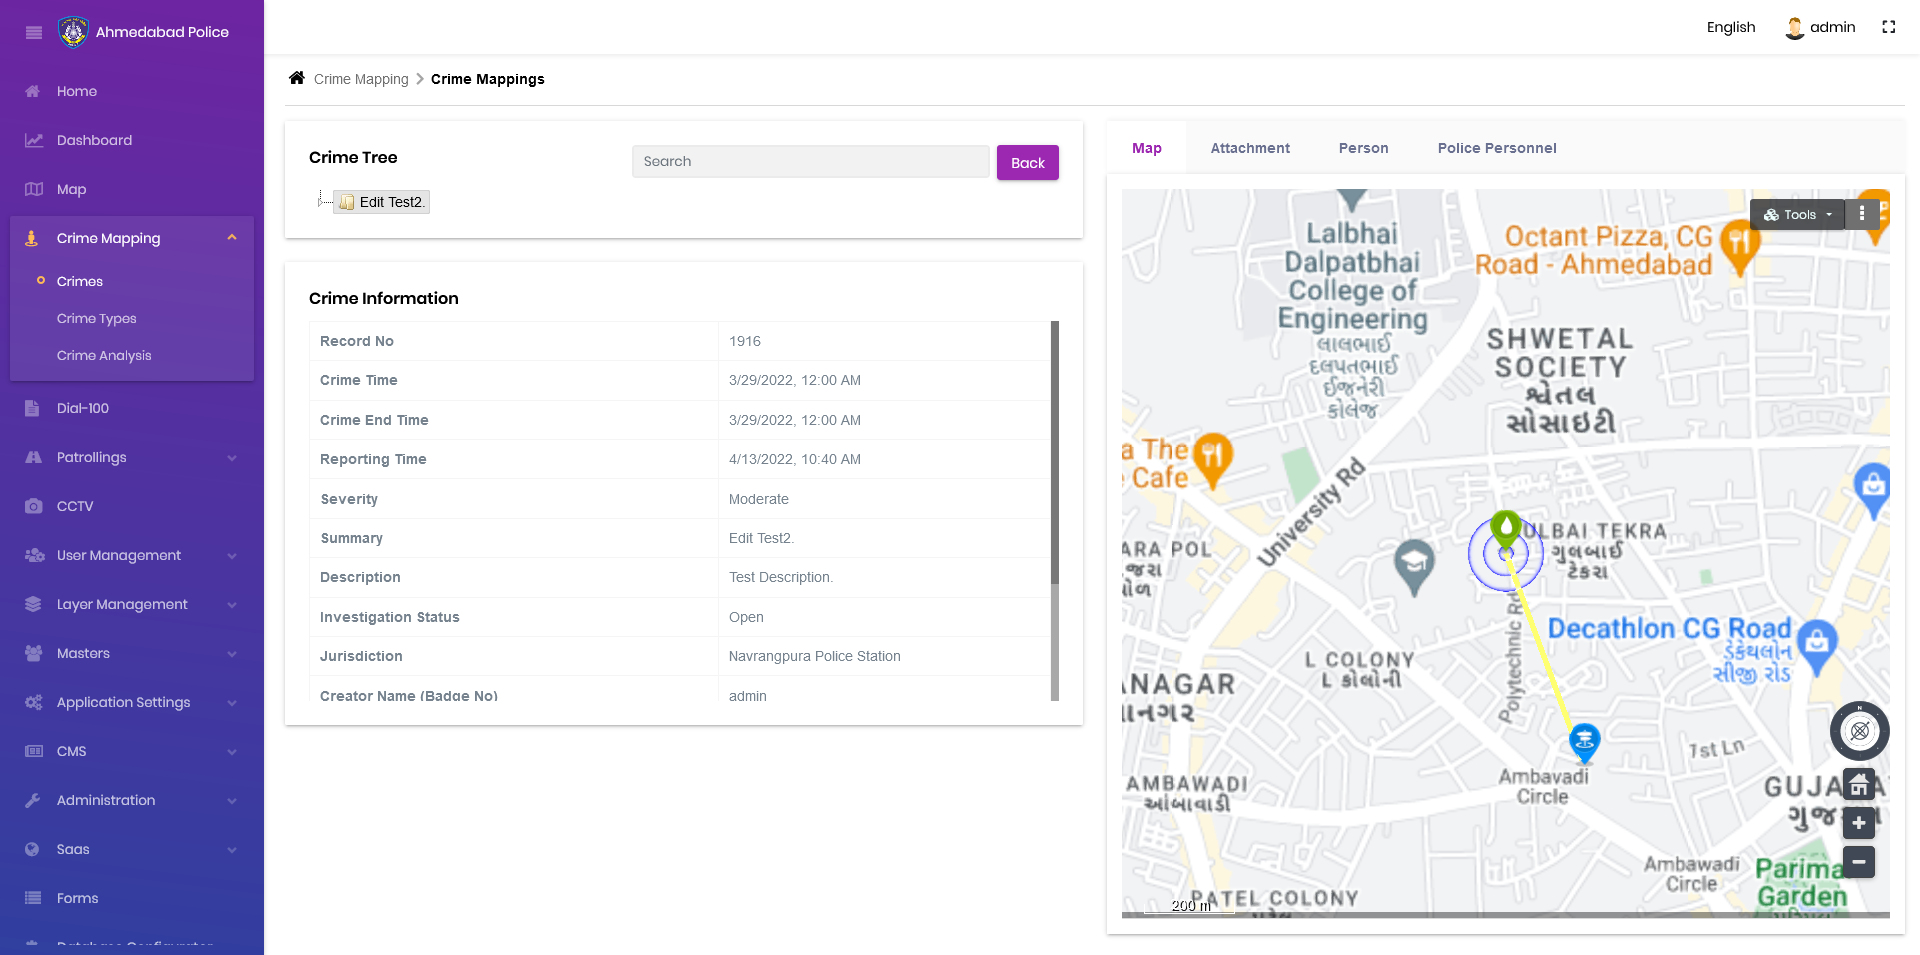 Ahmedabad Police
English
admin
Home
Dashboard
Map
Crime Mapping
Crimes
Crime Types
Crime Analysis
Dial-100
Patrollings
CCTV
User Management
Layer Management
Masters
Application Settings
CMS
Administration
Saas
Forms
Database Configurator
Crime Mapping
Crime Mappings
Crime Tree
Search
Back
Edit Test2.
Crime Information
Record No 1916
Crime Time 3/29/2022, 12:00 AM
Crime End Time 3/29/2022, 12:00 AM
Reporting Time 4/13/2022, 10:40 AM
Severity Moderate
Summary Edit Test2.
Description Test Description.
Investigation Status Open
Jurisdiction Navrangpura Police Station
Creator Name (Badge No) admin
Map Attachment Person Police Personnel
Tools
Lalbhai
Dalpatbhai
College of
Engineering
લાલભાઈ
દલપતભાઈ
ઈજનેરી
કોલેજ
Octant Pizza, CG
Road - Ahmedabad
SHWETAL
SOCIETY
શ્વેતલ
સોસાઇટી
a The
Cafe
University Rd
ULBAI TEKRA
ગુલબાઈ
ટેકરા
ARA POL
જરા
પોળ
Polytechnic Rd
Decathlon CG Road
ડેકેથલોન
સીજી રોડ
L COLONY
L કોલોની
ANAGAR
નગર
1st Ln
Ambavadi
Circle
AMBAWADI
આંબાવાડી
GUJA
ગુજ
Ambawadi
Circle
Parima
Garden
PATEL COLONY
200 m
N